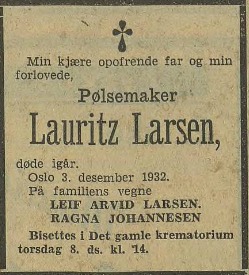 Min kjære opofrende far og min
forlovede,
Pølsemaker
Lauritz Larsen,
døde igår.
Oslo 3. desember 1932.
På familiens vegne
LEIF ARVID LARSEN.
RAGNA JOHANNESEN
Bisettes i Det gamle krematorium
torsdag 8. ds. kl. '14.